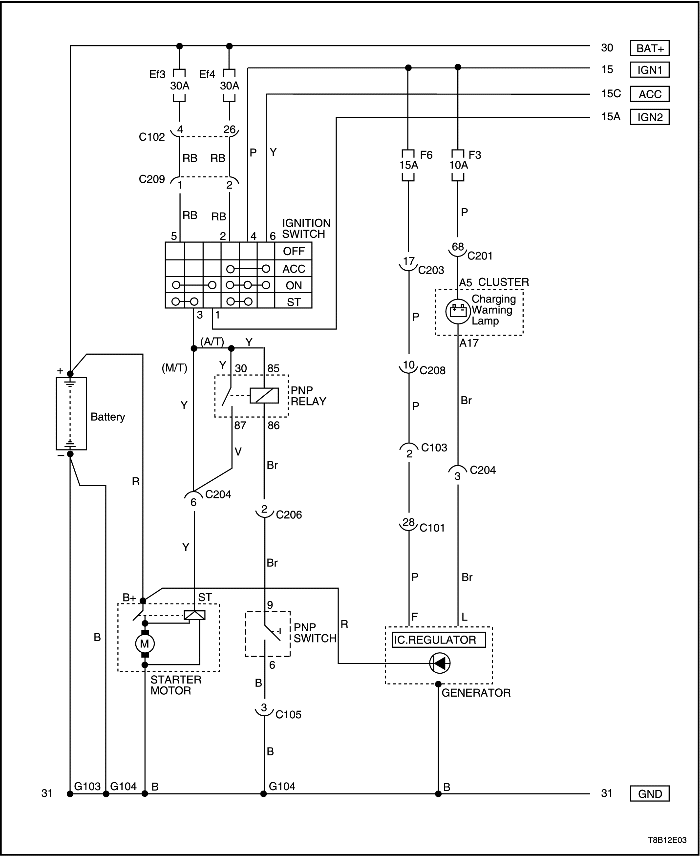 30 BAT+
15 IGN1
15C ACC
15A IGN2
Ef3 30A
Ef4 30A
F6 15A
F3 10A
C102 4 26
RB RB P Y
C209 1 2
RB RB
P
IGNITION
SWITCH
5 2 4 6
OFF
ACC
ON
ST
3 1
68 C201
17 C203
A5 CLUSTER
Charging
Warning
Lamp
A17
P
(A/T) Y
(M/T)
Y 30 85
PNP
RELAY
87 86
10 C208
+
Battery
−
Y
V
Br
P
Br
R
C204
6
2 C206
C103
2
C204
3
28 C101
Y
Br
P
Br
B+ ST
9
F L
B
M
STARTER
MOTOR
PNP
SWITCH
R
6
IC.REGULATOR
GENERATOR
B
3 C105
B
31 G103 G104 B G104 B 31 GND
T8B12E03